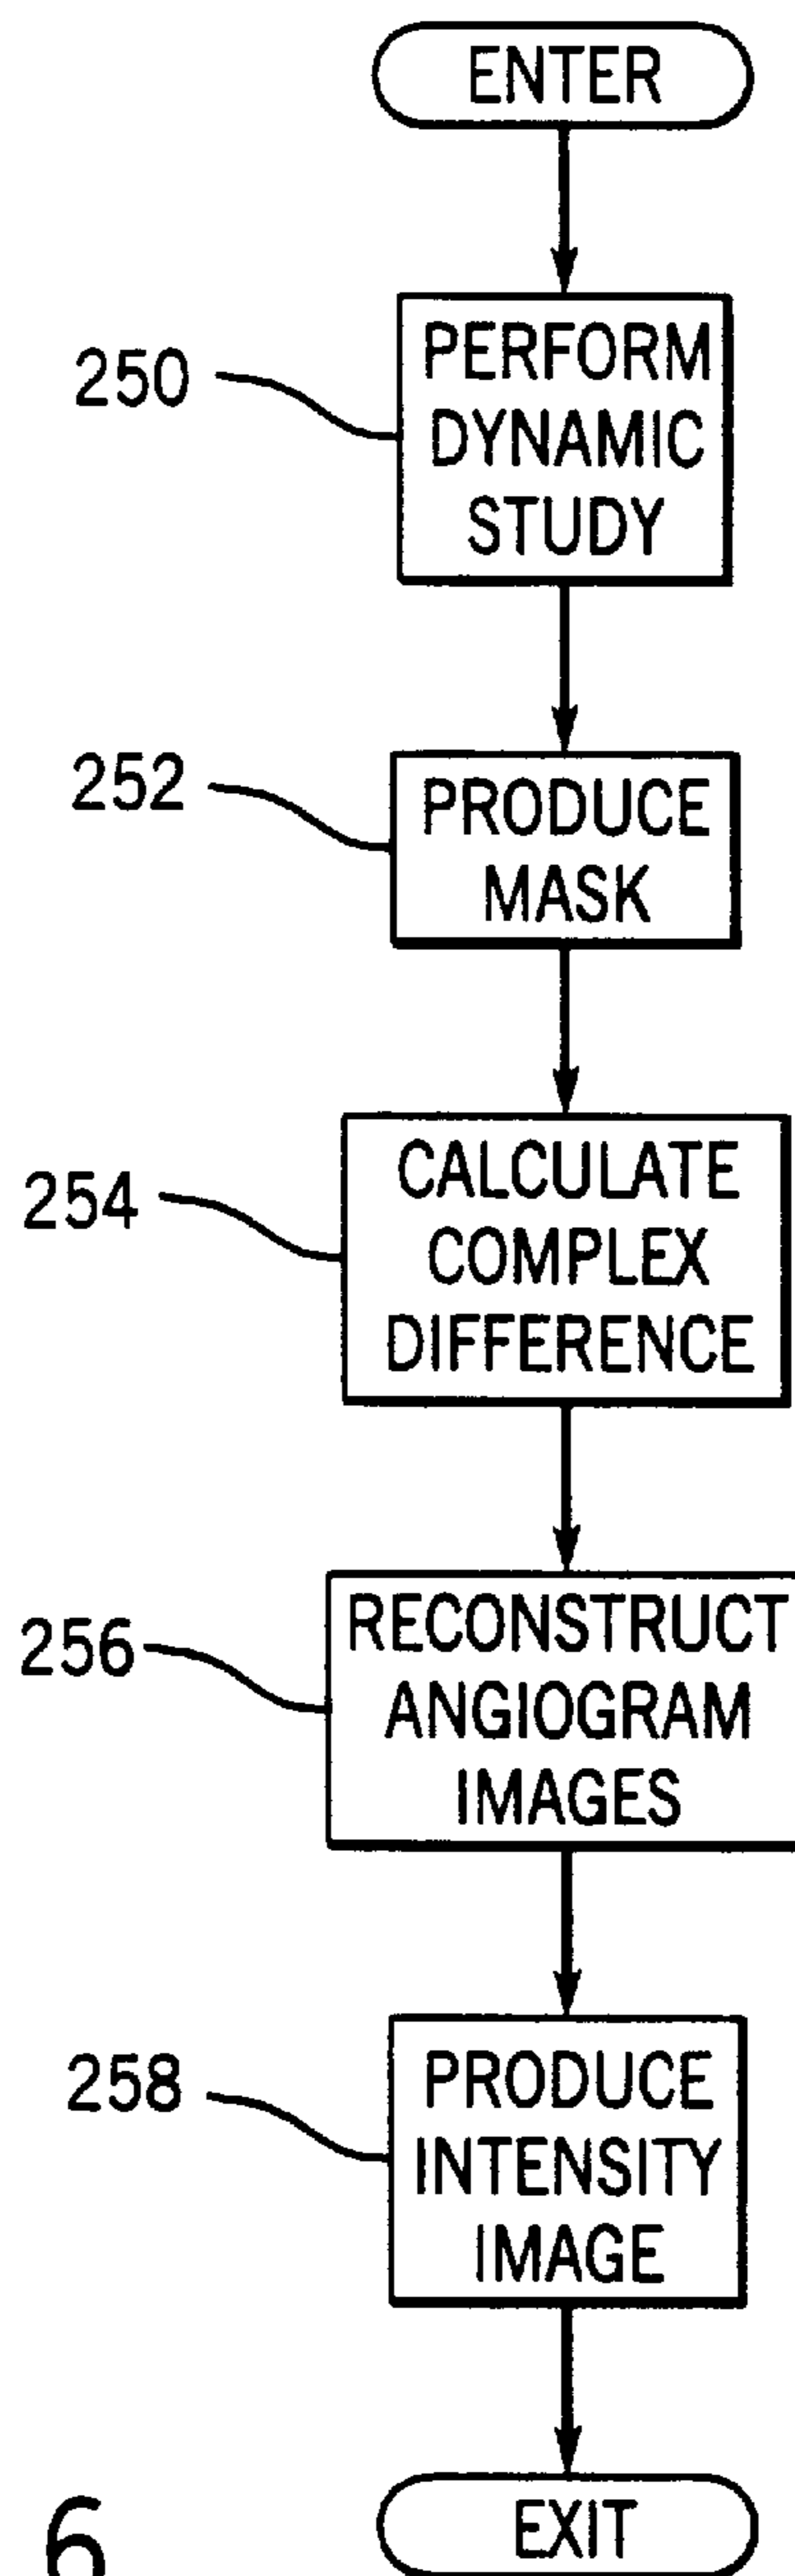 ENTER
250
PERFORM
DYNAMIC
STUDY
252
PRODUCE
MASK
254
CALCULATE
COMPLEX
DIFFERENCE
256
RECONSTRUCT
ANGIOGRAM
IMAGES
258
PRODUCE
INTENSITY
IMAGE
EXIT
6